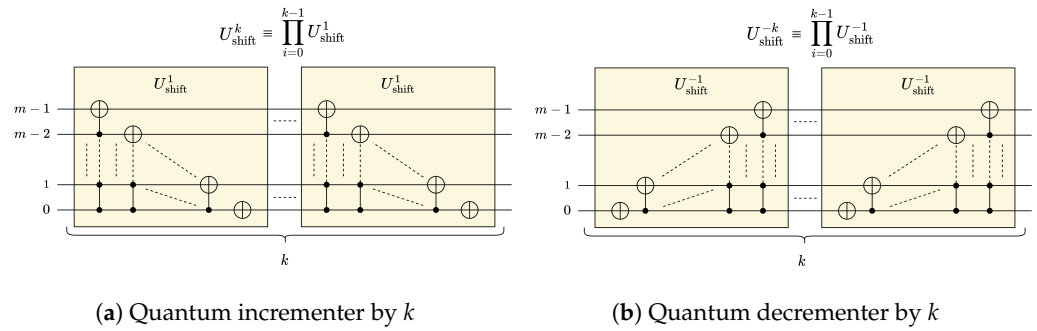 U^k_shift ≡ ∏_{i=0}^{k-1} U^1_shift
U^1_shift
U^1_shift
m − 1
m − 2
1
0
k
(a) Quantum incrementer by k
U^{-k}_shift ≡ ∏_{i=0}^{k-1} U^{-1}_shift
U^{-1}_shift
U^{-1}_shift
m − 1
m − 2
1
0
k
(b) Quantum decrementer by k